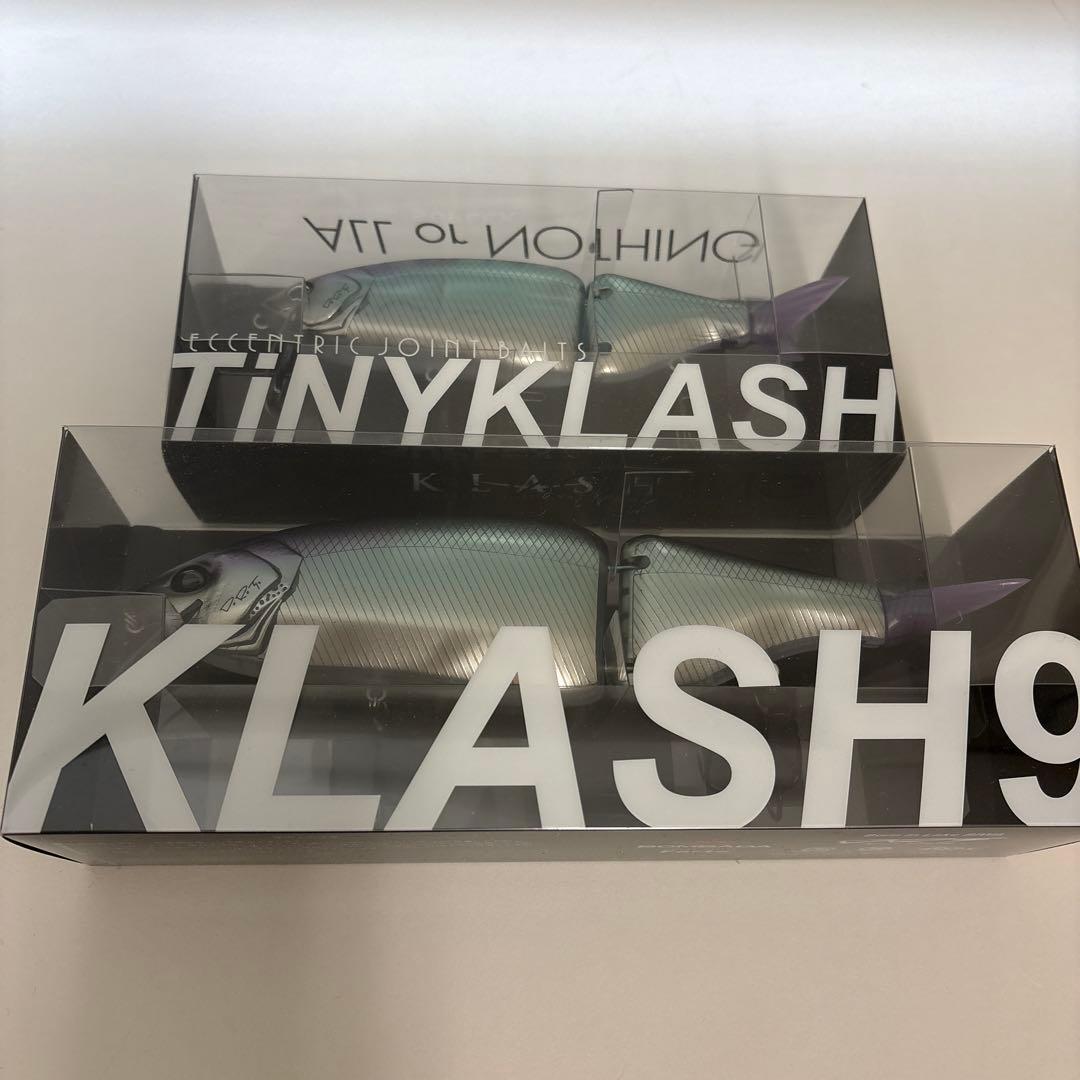 ALL or NOTHING
ECCENTRIC JOINT BAITS
TiNYKLASH
KLASH
D.R.T.
KLASH9